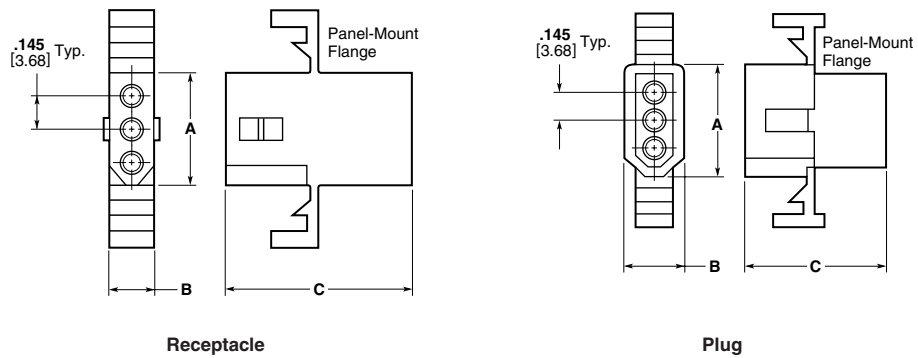 .145
[3.68] Typ.
Panel-Mount
Flange
A
B
C
Receptacle
.145
[3.68] Typ.
Panel-Mount
Flange
A
B
C
Plug